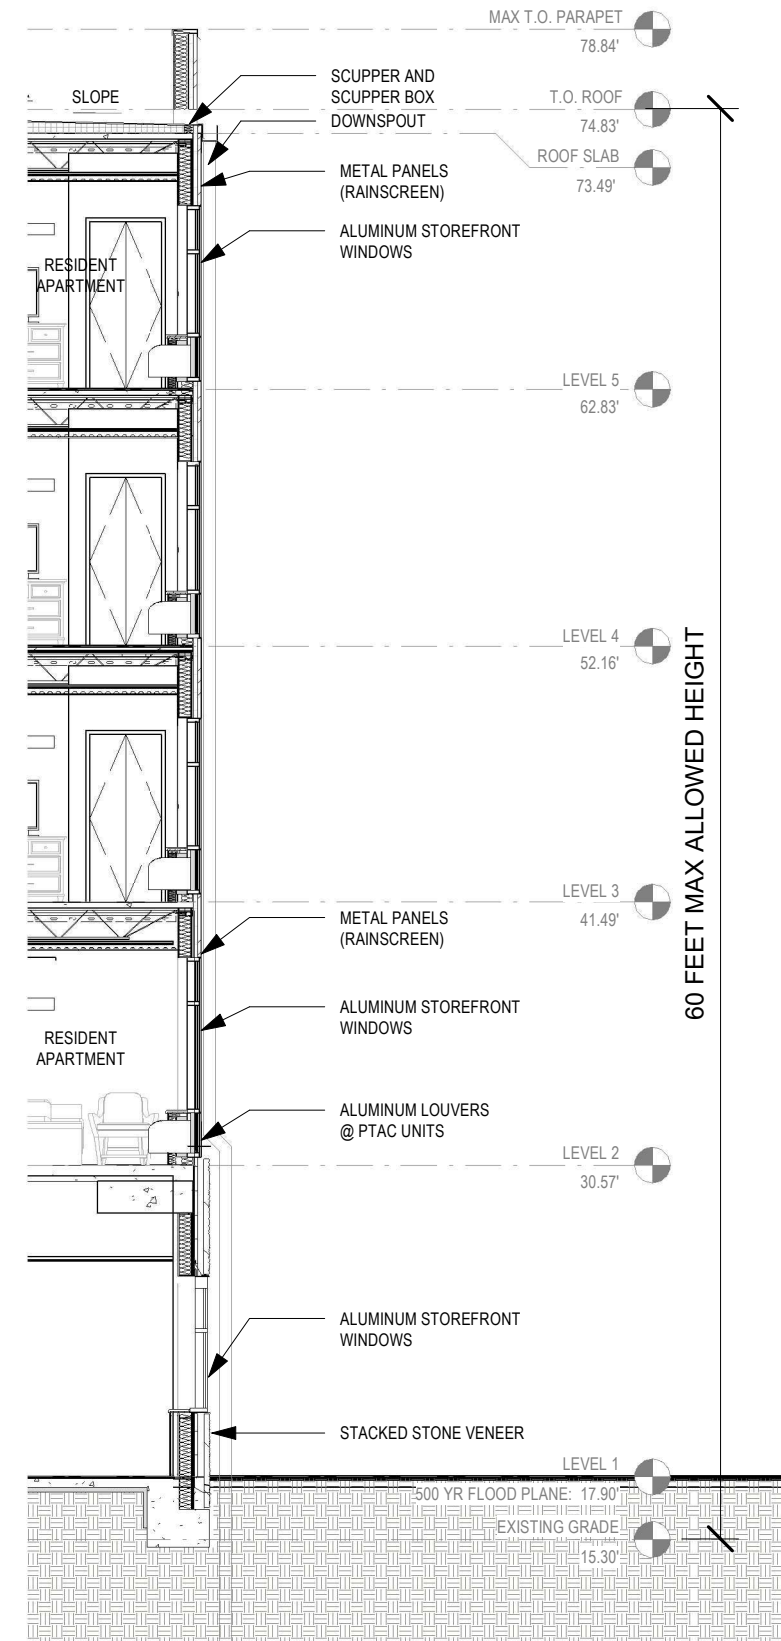 MAX T.O. PARAPET
78.84'
SCUPPER AND
SCUPPER BOX
DOWNSPOUT
SLOPE
T.O. ROOF
74.83'
ROOF SLAB
73.49'
METAL PANELS
(RAINSCREEN)
ALUMINUM STOREFRONT
WINDOWS
RESIDENT
APARTMENT
LEVEL 5
62.83'
LEVEL 4
52.16'
60 FEET MAX ALLOWED HEIGHT
LEVEL 3
41.49'
METAL PANELS
(RAINSCREEN)
ALUMINUM STOREFRONT
WINDOWS
RESIDENT
APARTMENT
ALUMINUM LOUVERS
@ PTAC UNITS
LEVEL 2
30.57'
ALUMINUM STOREFRONT
WINDOWS
STACKED STONE VENEER
LEVEL 1
500 YR FLOOD PLANE: 17.90'
EXISTING GRADE
15.30'